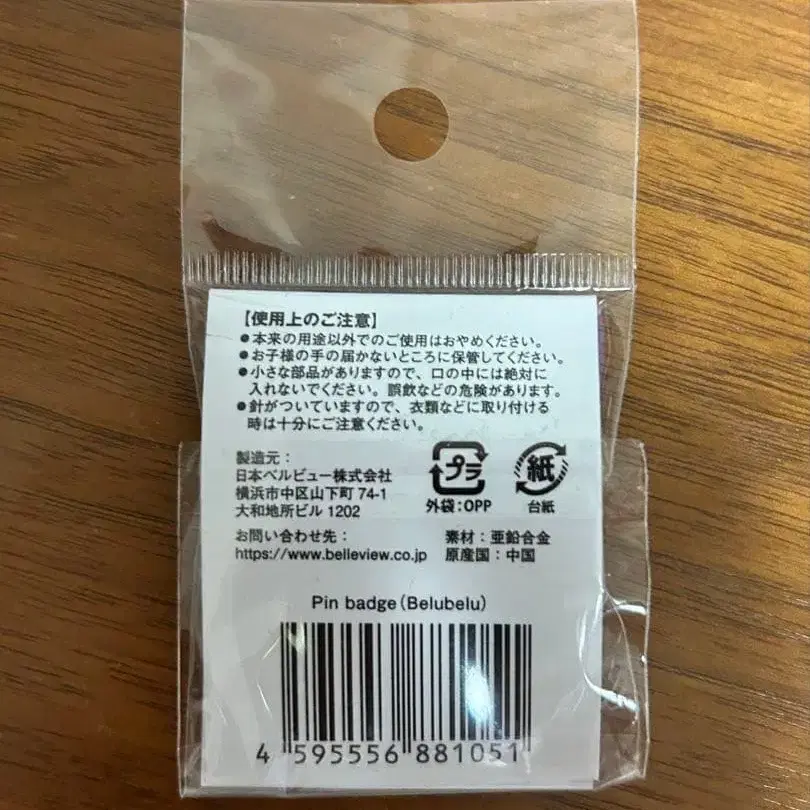 【使用上のご注意】
●本来の用途以外でのご使用はおやめください。
●お子様の手の届かないところに保管してください。
●小さな部品がありますので、口の中には絶対に
入れないでください。誤飲などの危険があります。
●針がついていますので、衣類などに取り付ける
時は十分にご注意ください。
製造元：
日本ベルビュー株式会社
横浜市中区山下町 74-1
大和地所ビル 1202
プラ
外袋：OPP
紙
台紙
お問い合わせ先：
https://www.belleview.co.jp
素材：亜鉛合金
原産国：中国
Pin badge（Belubelu）
4 595556 881051